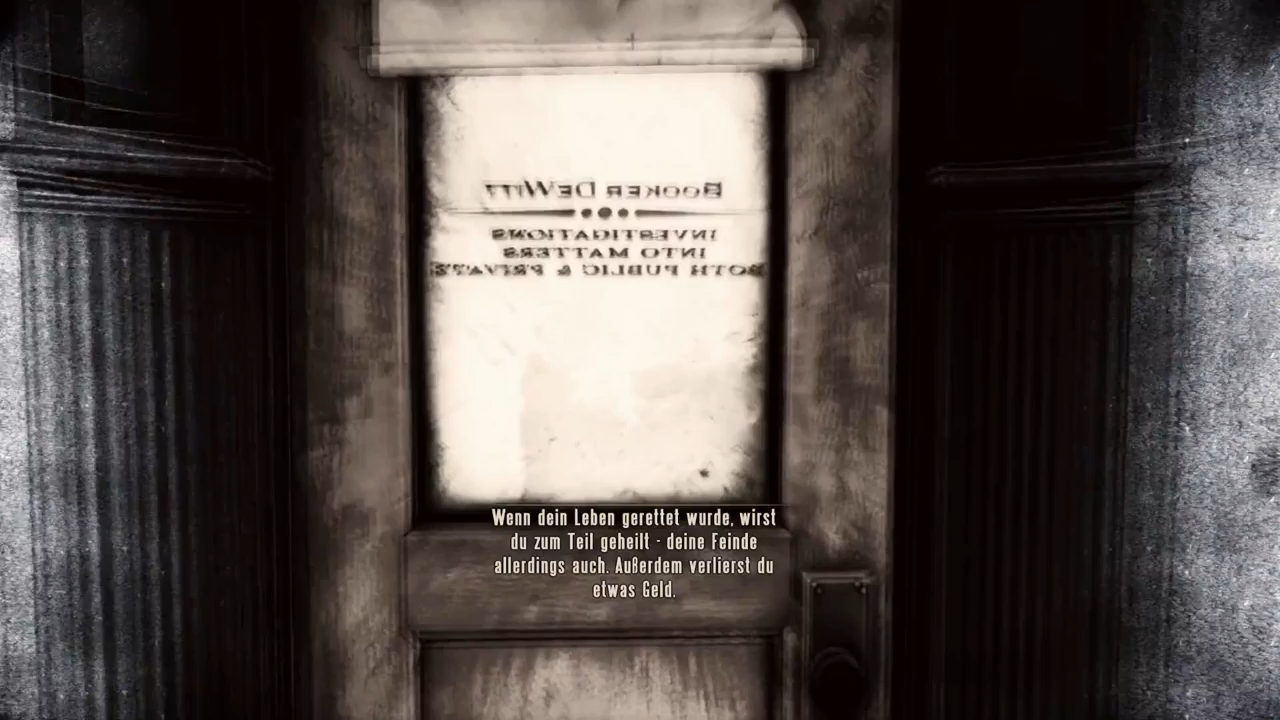 BOOKER DEWITT
INVESTIGATIONS
INTO MATTERS
BOTH PUBLIC & PRIVATE
Wenn dein Leben gerettet wurde, wirst
du zum Teil geheilt - deine Feinde
allerdings auch. Außerdem verlierst du
etwas Geld.